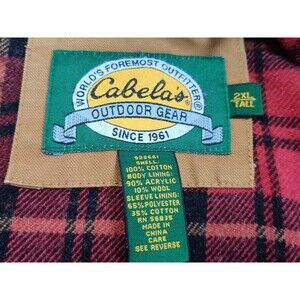 WORLD'S FOREMOST OUTFITTER®
Cabela's
OUTDOOR GEAR
SINCE 1961
2XL
TALL
920661
SHELL:
100% COTTON
BODY LINING:
90% ACRYLIC
10% WOOL
SLEEVE LINING:
65% POLYESTER
35% COTTON
RN 56835
MADE IN
CHINA
CARE
SEE REVERSE